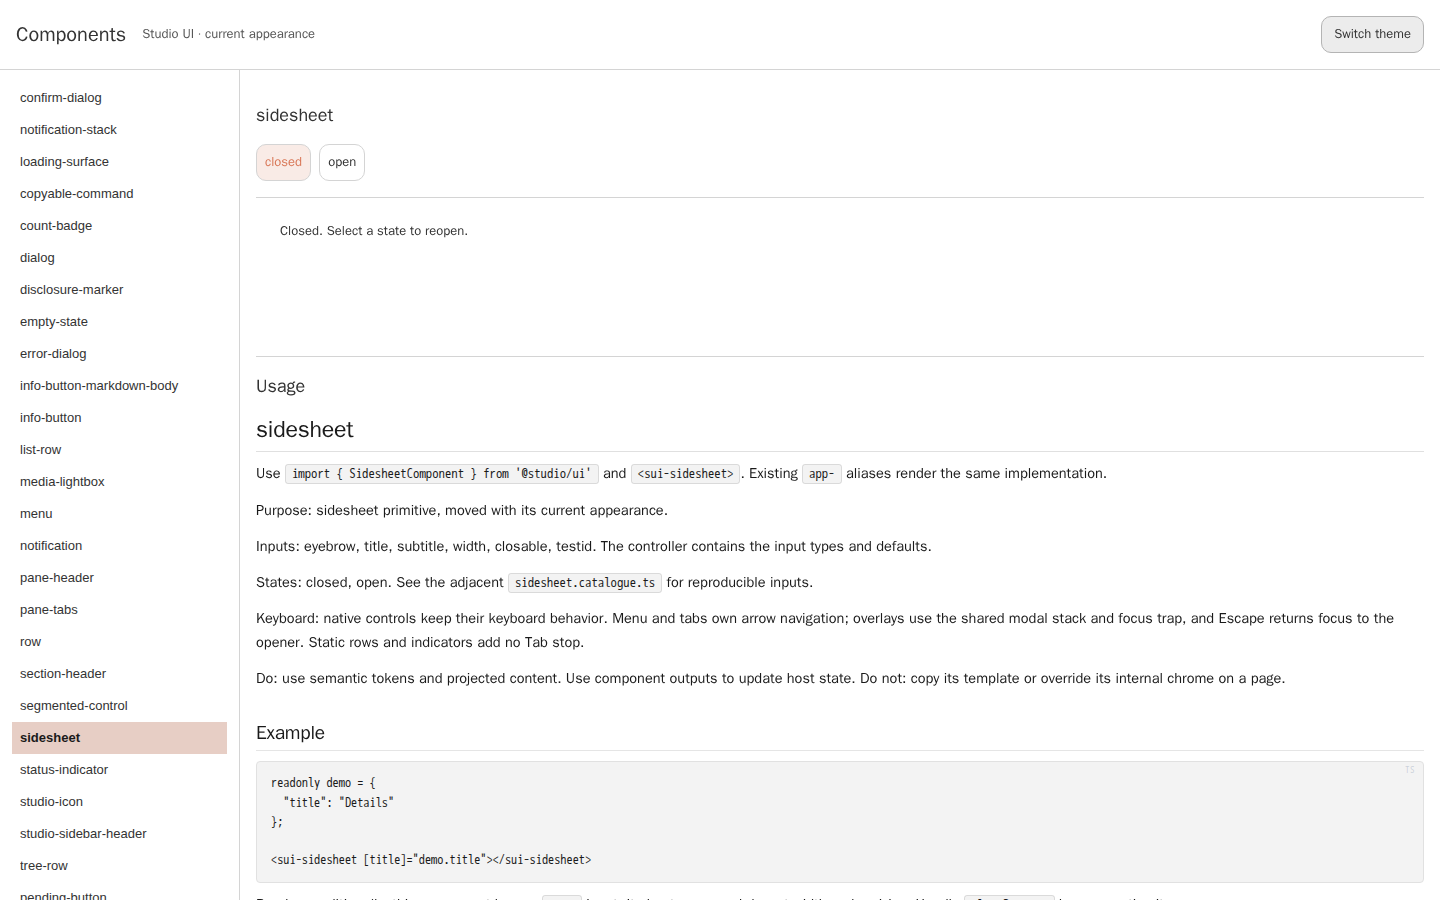 Components
Studio UI · current appearance
Switch theme
confirm-dialog
notification-stack
loading-surface
copyable-command
count-badge
dialog
disclosure-marker
empty-state
error-dialog
info-button-markdown-body
info-button
list-row
media-lightbox
menu
notification
pane-header
pane-tabs
row
section-header
segmented-control
sidesheet
status-indicator
studio-icon
studio-sidebar-header
tree-row
pending-button
sidesheet
closed
open
Closed. Select a state to reopen.
Usage
sidesheet
Use import { SidesheetComponent } from '@studio/ui' and <sui-sidesheet>. Existing app- aliases render the same implementation.
Purpose: sidesheet primitive, moved with its current appearance.
Inputs: eyebrow, title, subtitle, width, closable, testid. The controller contains the input types and defaults.
States: closed, open. See the adjacent sidesheet.catalogue.ts for reproducible inputs.
Keyboard: native controls keep their keyboard behavior. Menu and tabs own arrow navigation; overlays use the shared modal stack and focus trap, and Escape returns focus to the
opener. Static rows and indicators add no Tab stop.
Do: use semantic tokens and projected content. Use component outputs to update host state. Do not: copy its template or override its internal chrome on a page.
Example
TS
readonly demo = {
"title": "Details"
};
<sui-sidesheet [title]="demo.title"></sui-sidesheet>